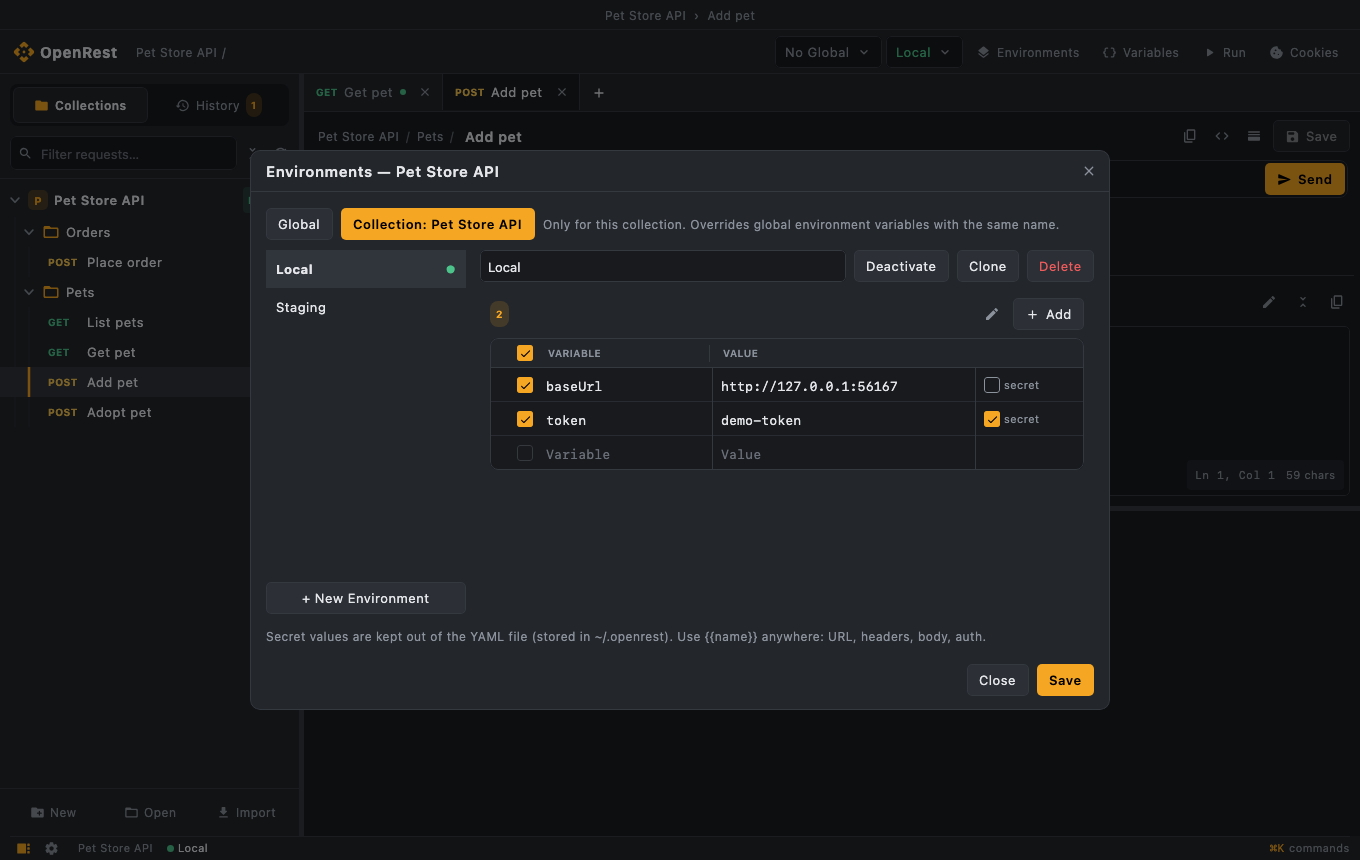 Pet Store API › Add pet
OpenRest Pet Store API /
No Global Local Environments {} Variables Run Cookies
Collections History 1
GET Get pet POST Add pet
Filter requests...
Pet Store API / Pets / Add pet
Save
Send
P Pet Store API
Orders
POST Place order
Pets
GET List pets
GET Get pet
POST Add pet
POST Adopt pet
Environments — Pet Store API
Global Collection: Pet Store API Only for this collection. Overrides global environment variables with the same name.
Local
Staging
Local Deactivate Clone Delete
2 + Add
VARIABLE VALUE
baseUrl http://127.0.0.1:56167 secret
token demo-token secret
Variable Value
+ New Environment
Secret values are kept out of the YAML file (stored in ~/.openrest). Use {{name}} anywhere: URL, headers, body, auth.
Close Save
Ln 1, Col 1 59 chars
New Open Import
Pet Store API Local
⌘K commands